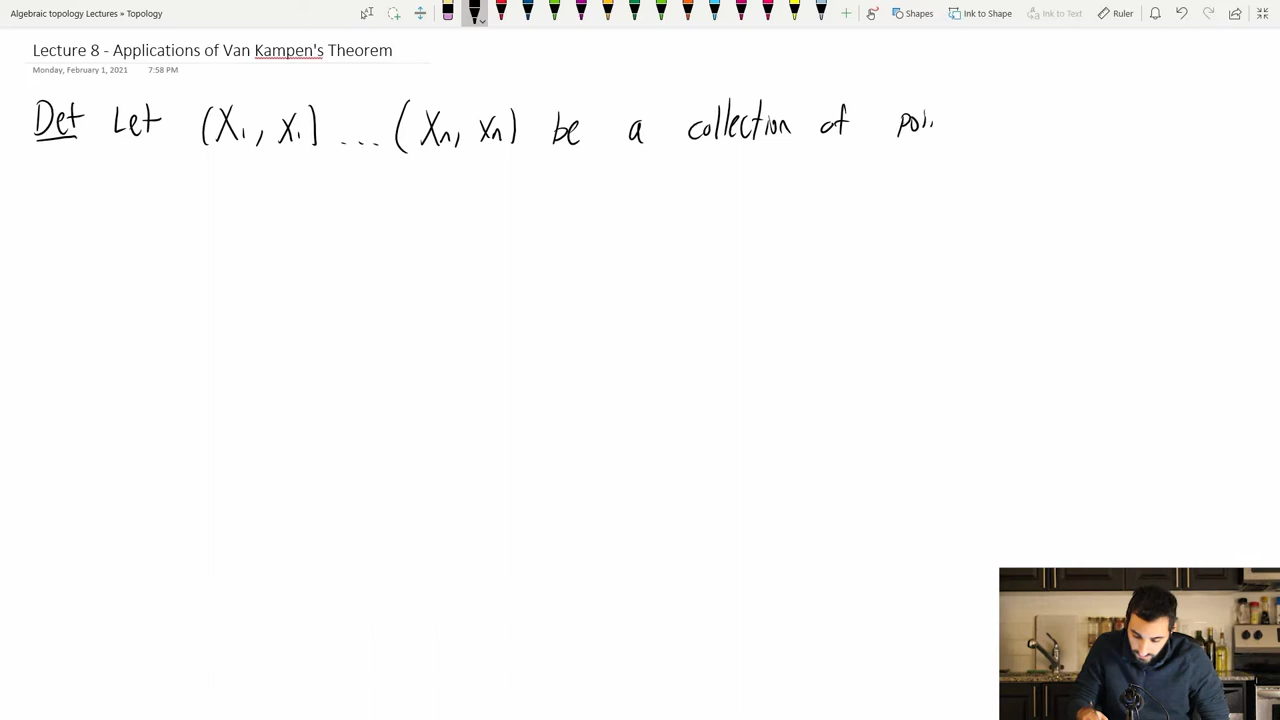 Algebraic topology Lectures » Topology
Shapes Ink to Shape Ink to Text Ruler
Lecture 8 - Applications of Van Kampen's Theorem
Monday, February 1, 2021 7:58 PM
Def Let (X₁, x₁) ... (Xₙ, xₙ) be a collection of poi